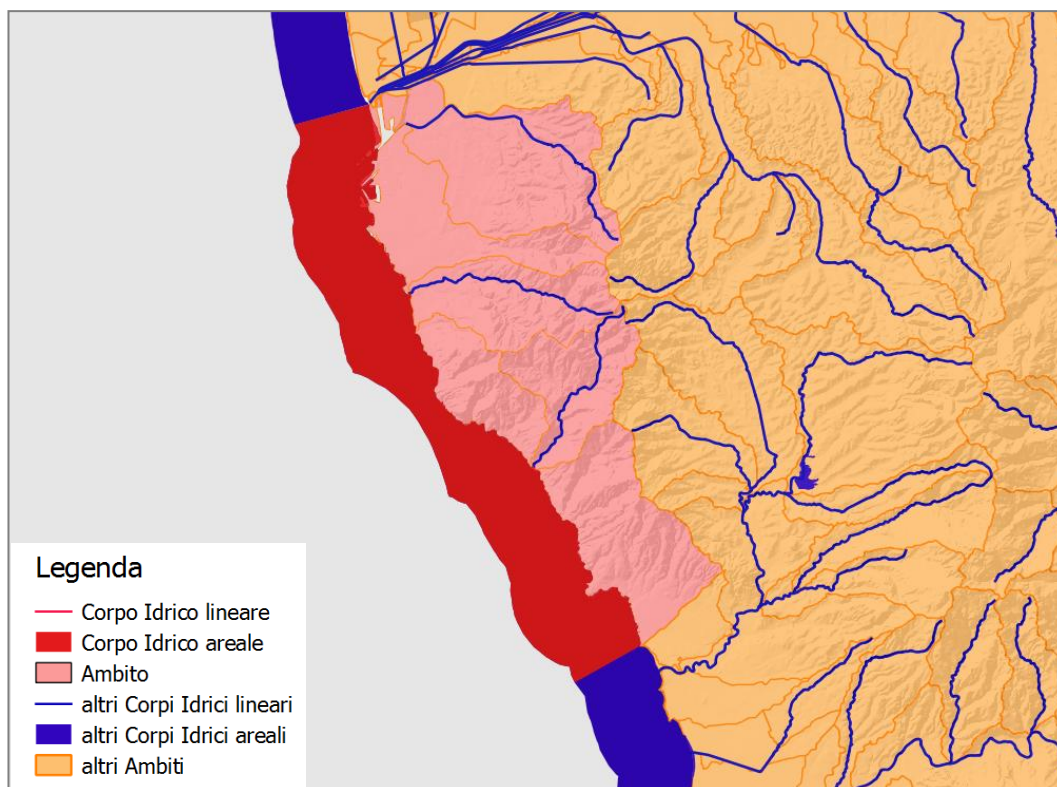 Legenda
Corpo Idrico lineare
Corpo Idrico areale
Ambito
altri Corpi Idrici lineari
altri Corpi Idrici areali
altri Ambiti